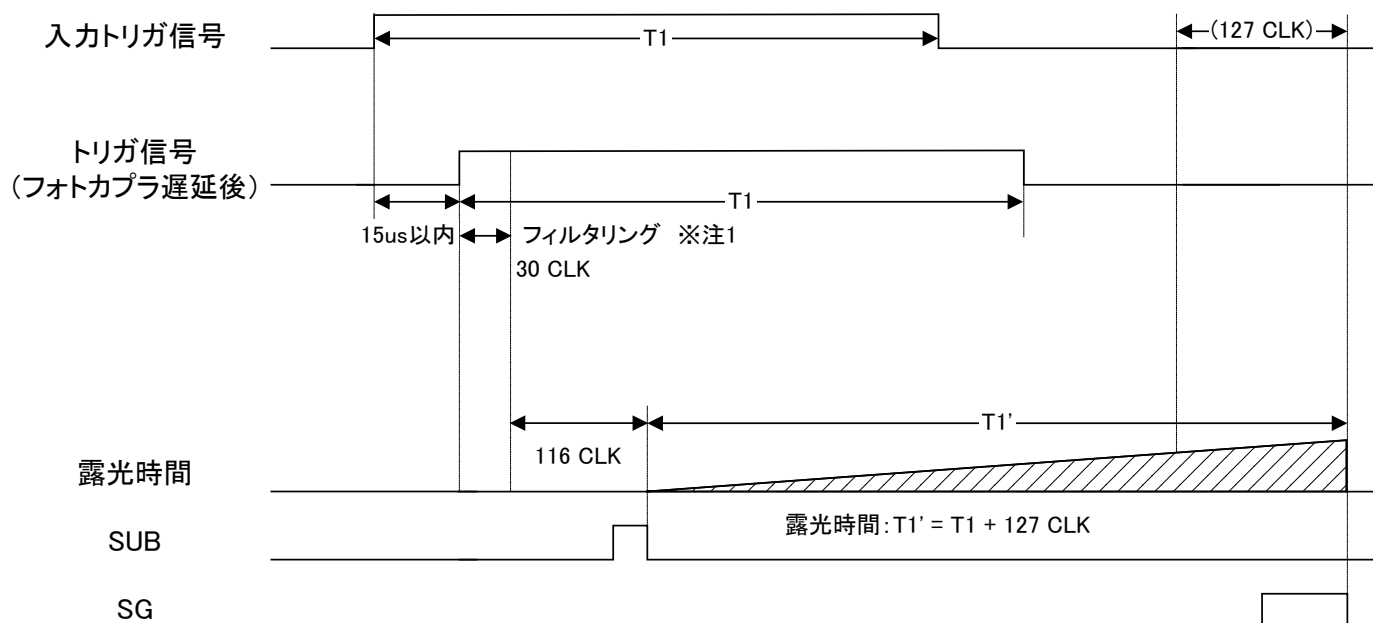 入力トリガ信号
T1
(127 CLK)
トリガ信号
(フォトカプラ遅延後)
T1
15us以内
フィルタリング ※注1
30 CLK
T1'
116 CLK
露光時間
露光時間:T1' = T1 + 127 CLK
SUB
SG